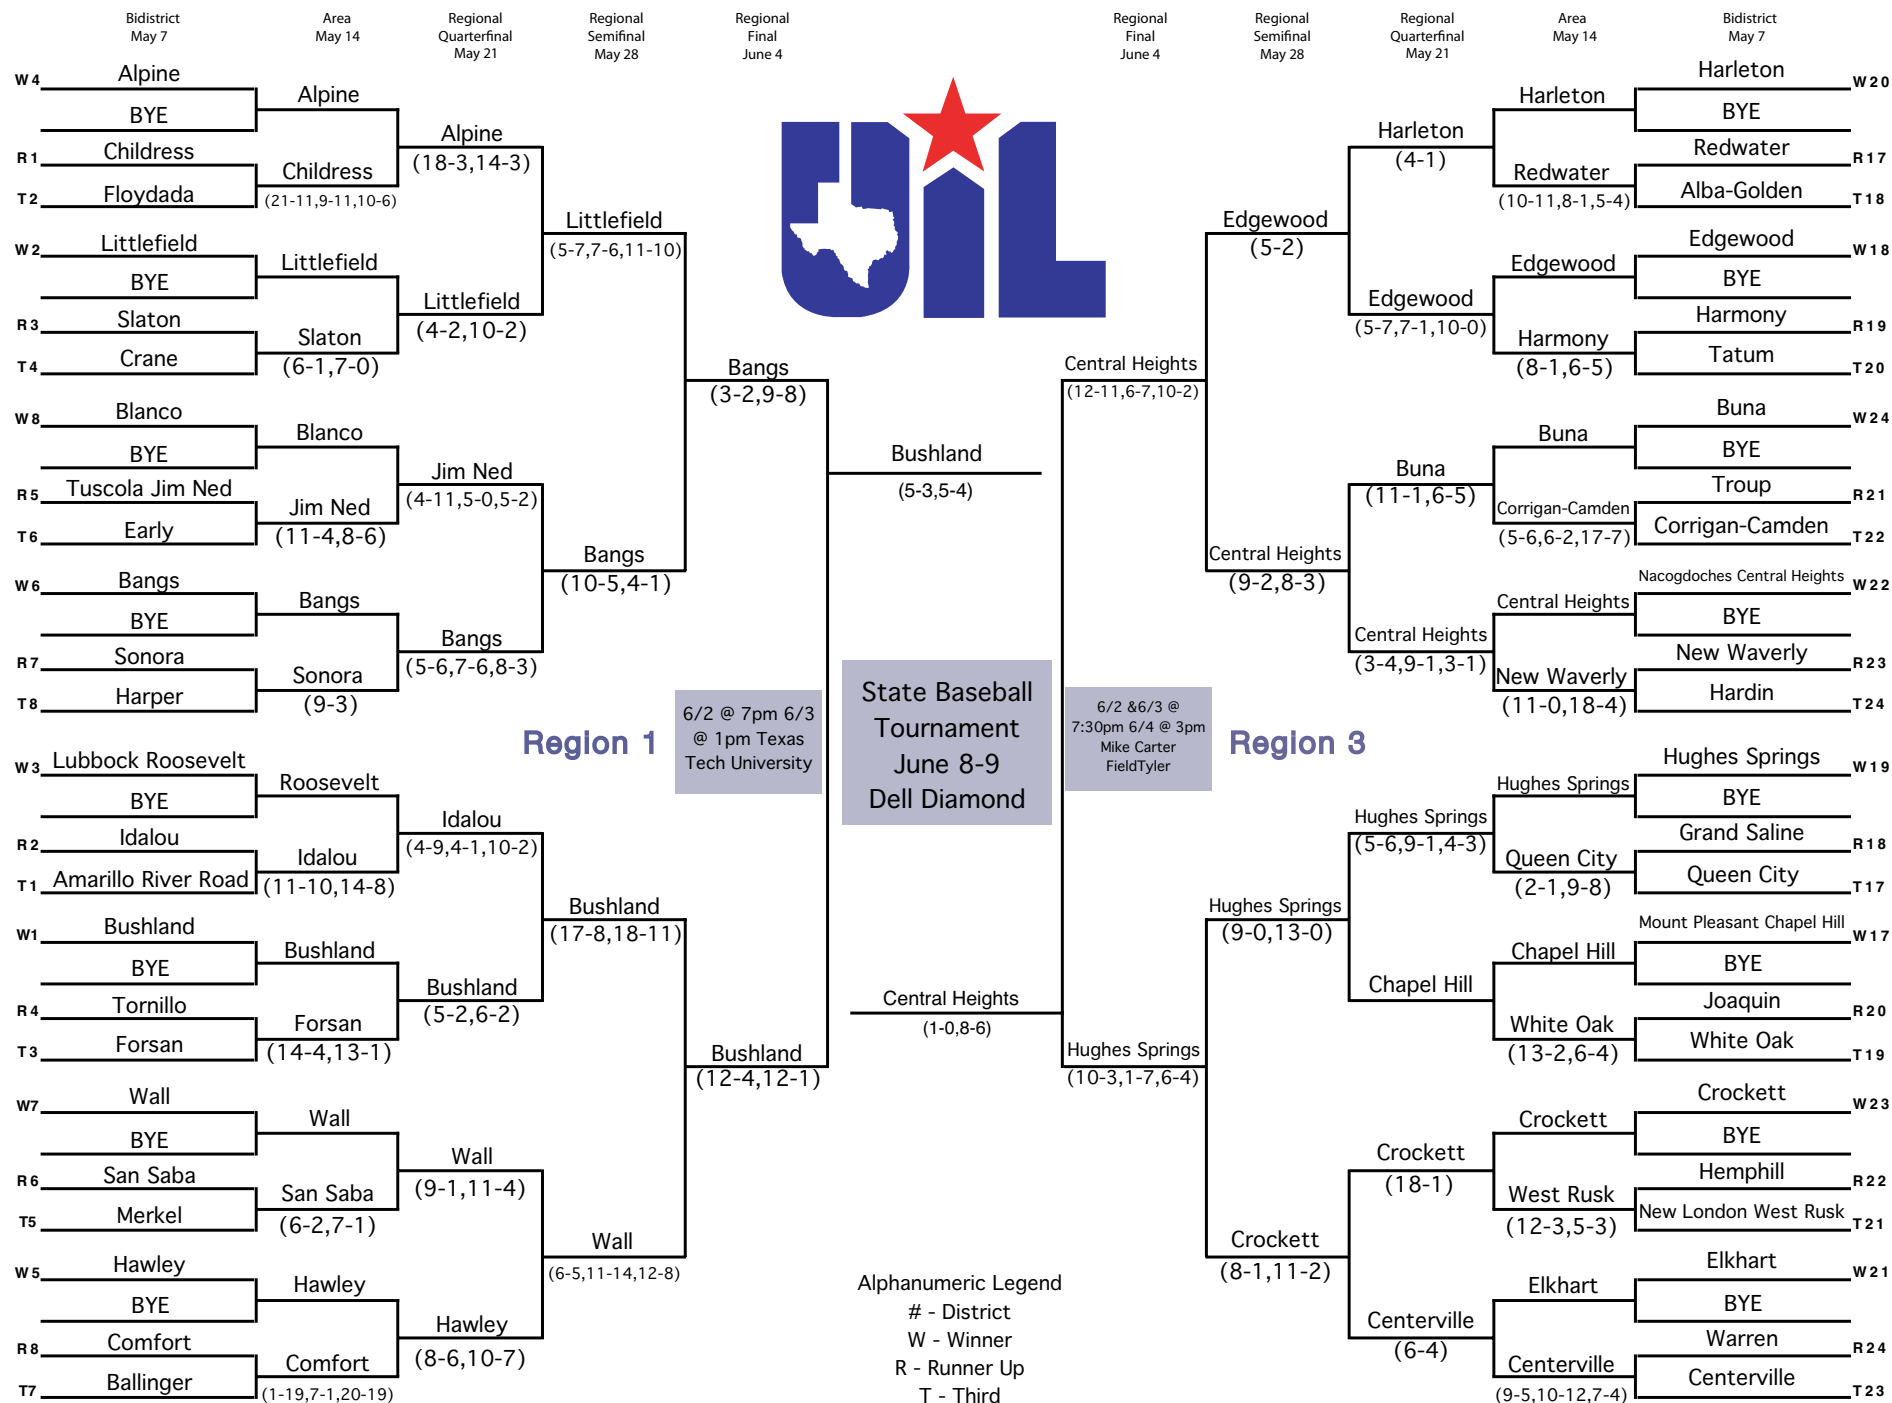 Bidistrict
May 7
Area
May 14
Regional
Quarterfinal
May 21
Regional
Semifinal
May 28
Regional
Final
June 4
Regional
Final
June 4
Regional
Semifinal
May 28
Regional
Quarterfinal
May 21
Area
May 14
Bidistrict
May 7
W4 Alpine
BYE
R1 Childress
T2 Floydada
W2 Littlefield
BYE
R3 Slaton
T4 Crane
W8 Blanco
BYE
R5 Tuscola Jim Ned
T6 Early
W6 Bangs
BYE
R7 Sonora
T8 Harper
W3 Lubbock Roosevelt
BYE
R2 Idalou
T1 Amarillo River Road
W1 Bushland
BYE
R4 Tornillo
T3 Forsan
W7 Wall
BYE
R6 San Saba
T5 Merkel
W5 Hawley
BYE
R8 Comfort
T7 Ballinger
Alpine
Childress
(21-11,9-11,10-6)
Littlefield
Slaton
(6-1,7-0)
Blanco
Jim Ned
(11-4,8-6)
Bangs
Sonora
(9-3)
Roosevelt
Idalou
(11-10,14-8)
Bushland
Forsan
(14-4,13-1)
Wall
San Saba
(6-2,7-1)
Hawley
Comfort
(1-19,7-1,20-19)
Alpine
(18-3,14-3)
Littlefield
(4-2,10-2)
Jim Ned
(4-11,5-0,5-2)
Bangs
(5-6,7-6,8-3)
Idalou
(4-9,4-1,10-2)
Bushland
(5-2,6-2)
Wall
(9-1,11-4)
Hawley
(8-6,10-7)
Littlefield
(5-7,7-6,11-10)
Bangs
(10-5,4-1)
Bushland
(17-8,18-11)
Wall
(6-5,11-14,12-8)
Bangs
(3-2,9-8)
Bushland
(12-4,12-1)
Region 1
6/2 @ 7pm 6/3
@ 1pm Texas
Tech University
UIL
Bushland
(5-3,5-4)
State Baseball
Tournament
June 8-9
Dell Diamond
Central Heights
(1-0,8-6)
Alphanumeric Legend
# - District
W - Winner
R - Runner Up
T - Third
6/2 &6/3 @
7:30pm 6/4 @ 3pm
Mike Carter
FieldTyler
Region 3
Central Heights
(12-11,6-7,10-2)
Hughes Springs
(10-3,1-7,6-4)
Edgewood
(5-2)
Central Heights
(9-2,8-3)
Hughes Springs
(9-0,13-0)
Crockett
(8-1,11-2)
Harleton
(4-1)
Edgewood
(5-7,7-1,10-0)
Buna
(11-1,6-5)
Central Heights
(3-4,9-1,3-1)
Hughes Springs
(5-6,9-1,4-3)
Chapel Hill
Crockett
(18-1)
Centerville
(6-4)
Harleton
Redwater
(10-11,8-1,5-4)
Edgewood
Harmony
(8-1,6-5)
Buna
Corrigan-Camden
(5-6,6-2,17-7)
Central Heights
New Waverly
(11-0,18-4)
Hughes Springs
Queen City
(2-1,9-8)
Chapel Hill
White Oak
(13-2,6-4)
Crockett
West Rusk
(12-3,5-3)
Elkhart
Centerville
(9-5,10-12,7-4)
Harleton W20
BYE
Redwater R17
Alba-Golden T18
Edgewood W18
BYE
Harmony R19
Tatum T20
Buna W24
BYE
Troup R21
Corrigan-Camden T22
Nacogdoches Central Heights W22
BYE
New Waverly R23
Hardin T24
Hughes Springs W19
BYE
Grand Saline R18
Queen City T17
Mount Pleasant Chapel Hill W17
BYE
Joaquin R20
White Oak T19
Crockett W23
BYE
Hemphill R22
New London West Rusk T21
Elkhart W21
BYE
Warren R24
Centerville T23